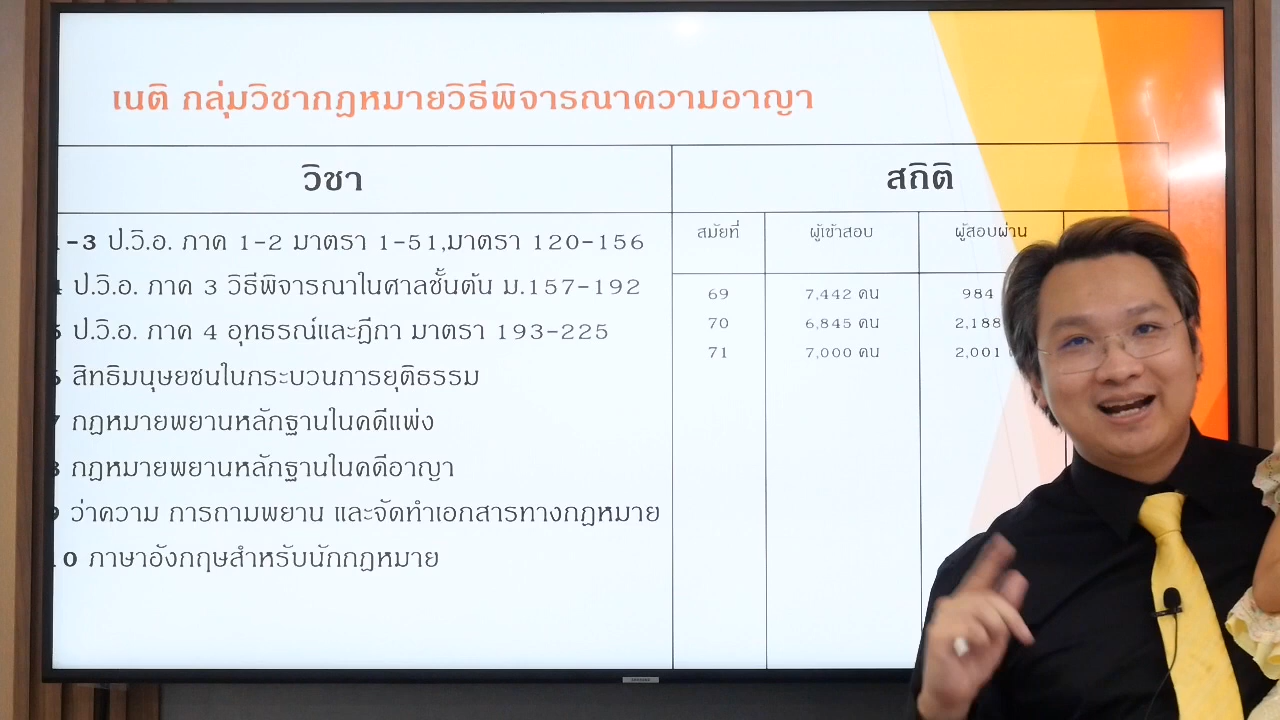 เนติ กลุ่มวิชากฎหมายวิธีพิจารณาความอาญา
วิชา
สถิติ
1-3 ป.วิ.อ. ภาค 1-2 มาตรา 1-51,มาตรา 120-156
4 ป.วิ.อ. ภาค 3 วิธีพิจารณาในศาลชั้นต้น ม.157-192
5 ป.วิ.อ. ภาค 4 อุทธรณ์และฎีกา มาตรา 193-225
6 สิทธิมนุษยชนในกระบวนการยุติธรรม
7 กฎหมายพยานหลักฐานในคดีแพ่ง
8 กฎหมายพยานหลักฐานในคดีอาญา
9 ว่าความ การถามพยาน และจัดทำเอกสารทางกฎหมาย
10 ภาษาอังกฤษสำหรับนักกฎหมาย
สมัยที่ ผู้เข้าสอบ ผู้สอบผ่าน
69 7,442 คน 984
70 6,845 คน 2,188
71 7,000 คน 2,001
SAMSUNG